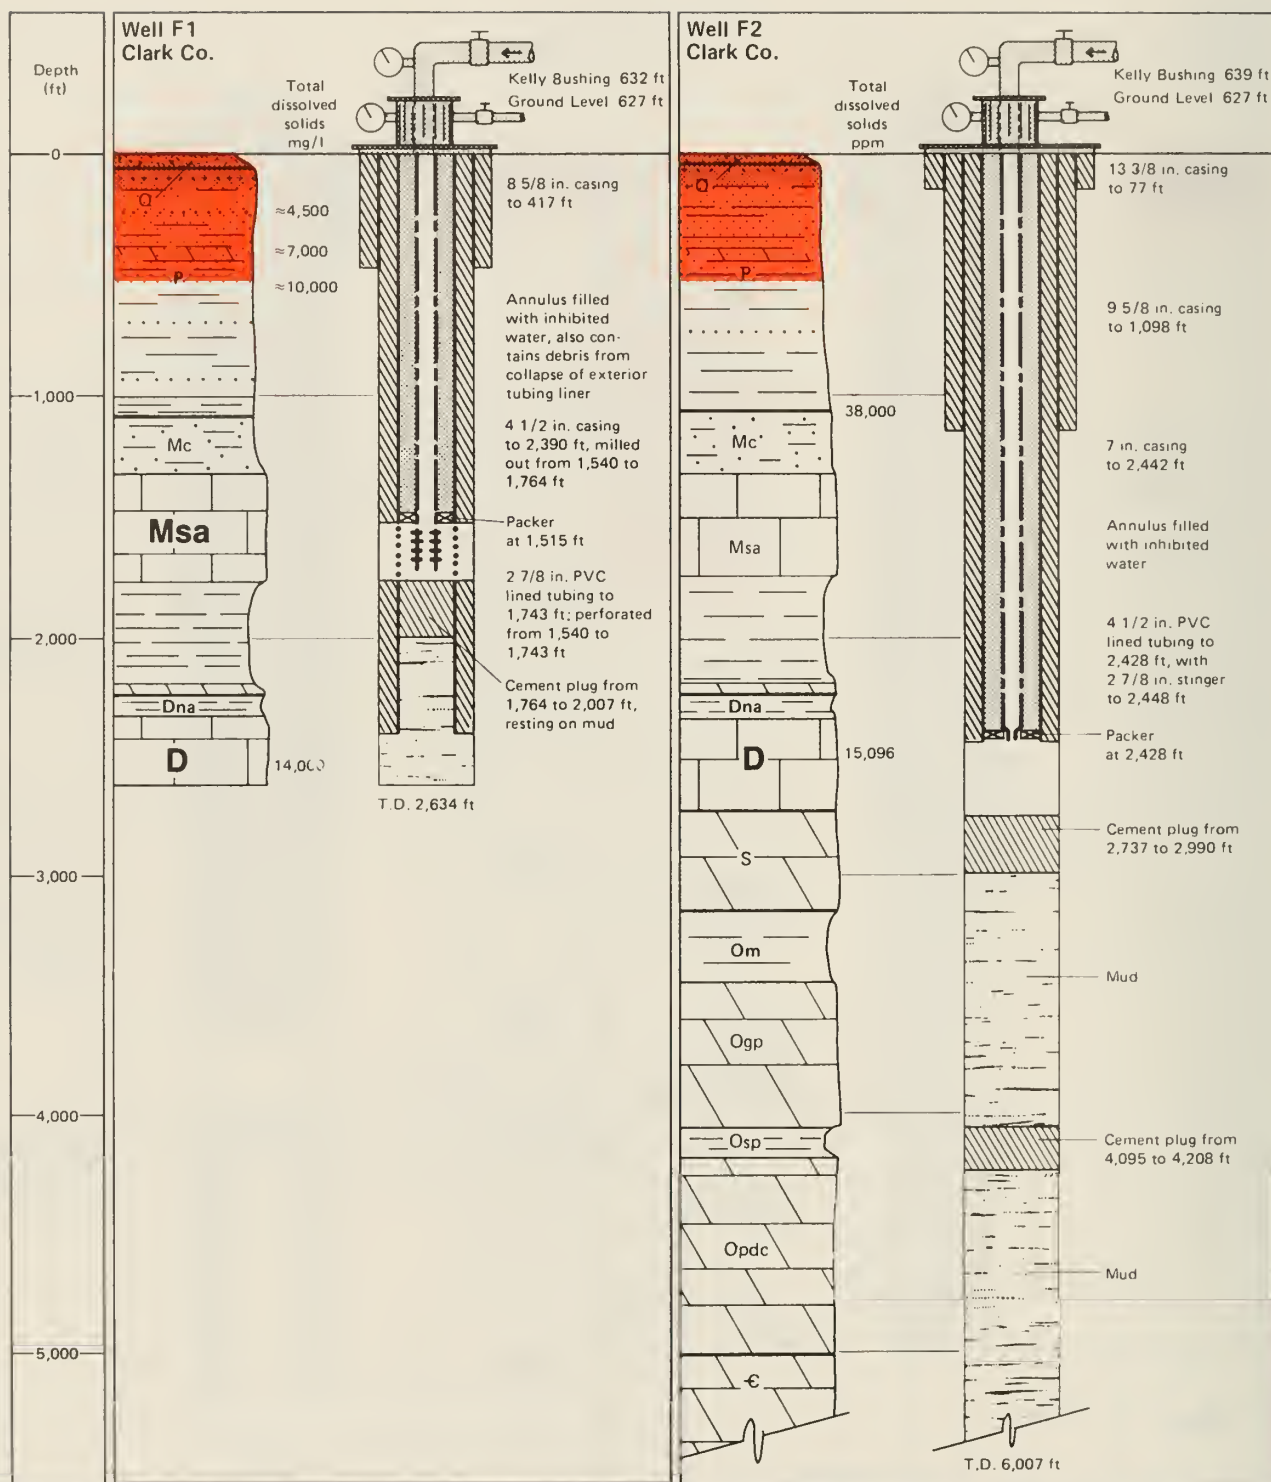 Depth
(ft)
0
1,000
2,000
3,000
4,000
5,000
Well F1
Clark Co.
Total
dissolved
solids
mg/l
Kelly Bushing 632 ft
Ground Level 627 ft
Q
≈4,500
≈7,000
P
≈10,000
Mc
Msa
Dna
D
14,000
8 5/8 in. casing
to 417 ft
Annulus filled
with inhibited
water, also con-
tains debris from
collapse of exterior
tubing liner
4 1/2 in. casing
to 2,390 ft, milled
out from 1,540 to
1,764 ft
Packer
at 1,515 ft
2 7/8 in. PVC
lined tubing to
1,743 ft; perforated
from 1,540 to
1,743 ft
Cement plug from
1,764 to 2,007 ft,
resting on mud
T.D. 2,634 ft
Well F2
Clark Co.
Total
dissolved
solids
ppm
Kelly Bushing 639 ft
Ground Level 627 ft
Q
P
38,000
Mc
Msa
Dna
D
15,096
S
Om
Ogp
Osp
Opdc
Є
13 3/8 in. casing
to 77 ft
9 5/8 in. casing
to 1,098 ft
7 in. casing
to 2,442 ft
Annulus filled
with inhibited
water
4 1/2 in. PVC
lined tubing to
2,428 ft, with
2 7/8 in. stinger
to 2,448 ft
Packer
at 2,428 ft
Cement plug from
2,737 to 2,990 ft
Mud
Cement plug from
4,095 to 4,208 ft
Mud
T.D. 6,007 ft